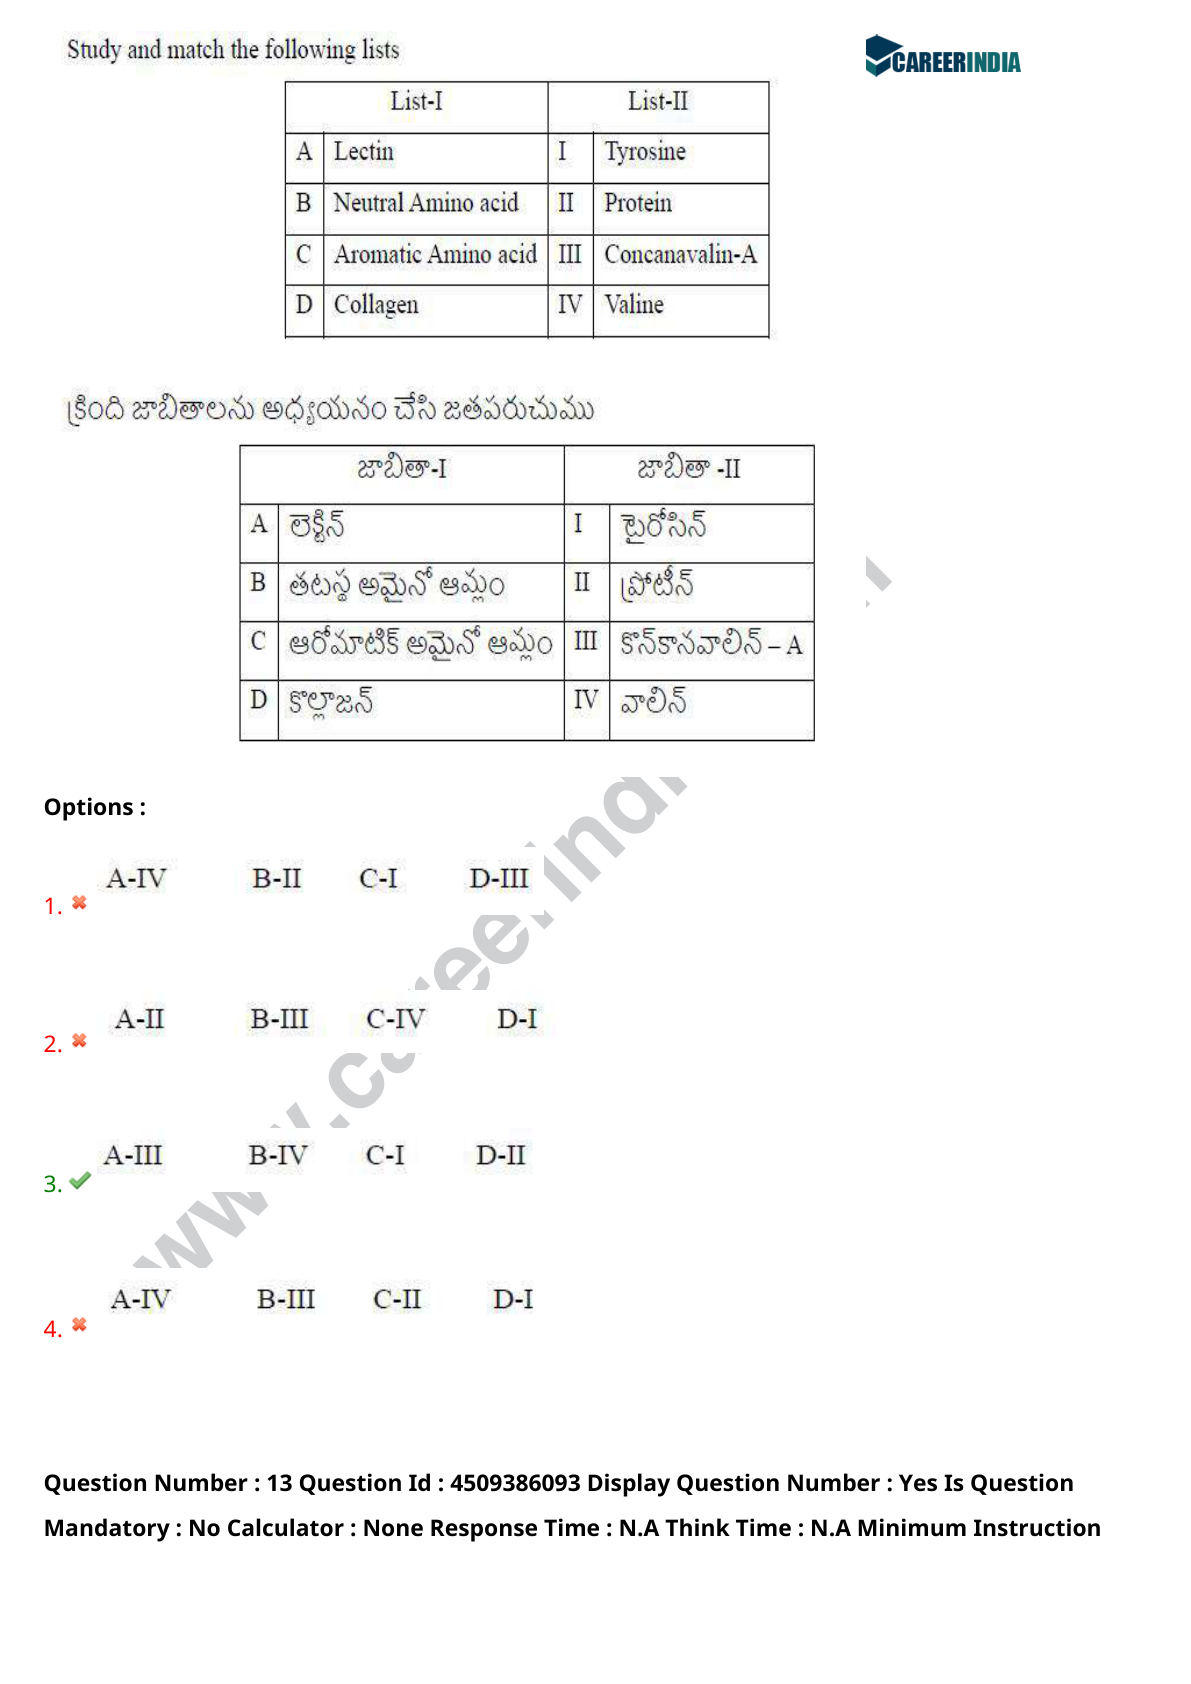 Study and match the following lists
CAREERINDIA
List-I List-II
A Lectin I Tyrosine
B Neutral Amino acid II Protein
C Aromatic Amino acid III Concanavalin-A
D Collagen IV Valine
క్రింది జాబితాలను అధ్యయనం చేసి జతపరుచుము
జాబితా-I జాబితా -II
A లెక్టిన్ I టైరోసిన్
B తటస్థ అమైనో ఆమ్లం II ప్రోటీన్
C ఆరోమాటిక్ అమైనో ఆమ్లం III కొన్‌కానవాలిన్ – A
D కొల్లాజన్ IV వాలిన్
Options :
1. A-IV B-II C-I D-III
2. A-II B-III C-IV D-I
3. A-III B-IV C-I D-II
4. A-IV B-III C-II D-I
Question Number : 13 Question Id : 4509386093 Display Question Number : Yes Is Question
Mandatory : No Calculator : None Response Time : N.A Think Time : N.A Minimum Instruction